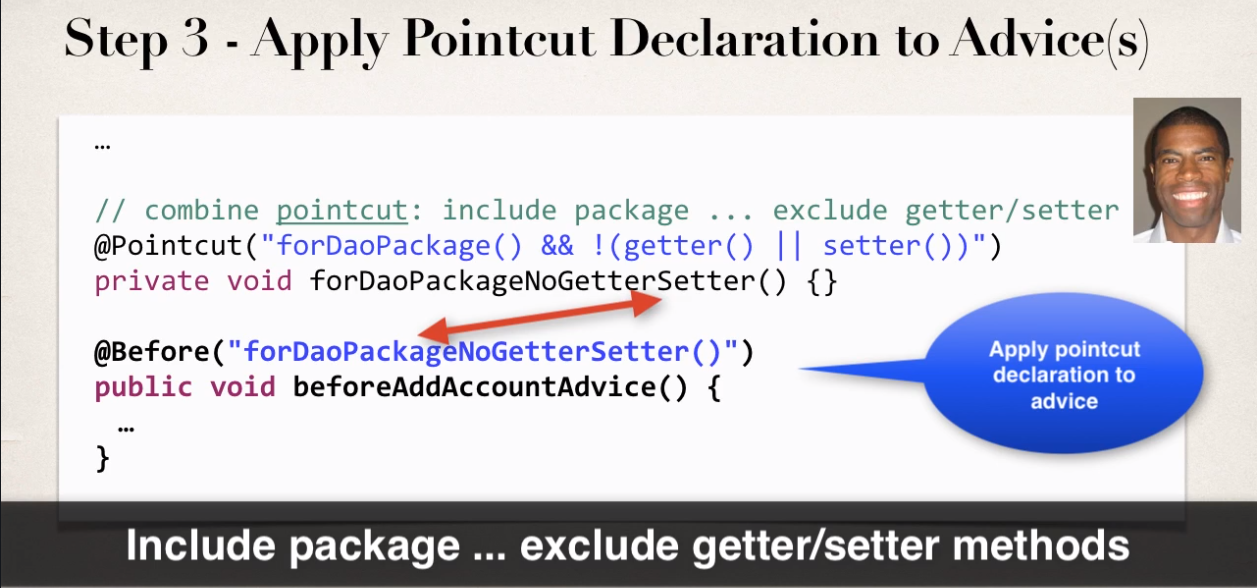 Step 3 - Apply Pointcut Declaration to Advice(s)
…
// combine pointcut: include package ... exclude getter/setter
@Pointcut("forDaoPackage() && !(getter() || setter())")
private void forDaoPackageNoGetterSetter() {}
@Before("forDaoPackageNoGetterSetter()")
public void beforeAddAccountAdvice() {
…
}
Apply pointcut
declaration to
advice
Include package ... exclude getter/setter methods